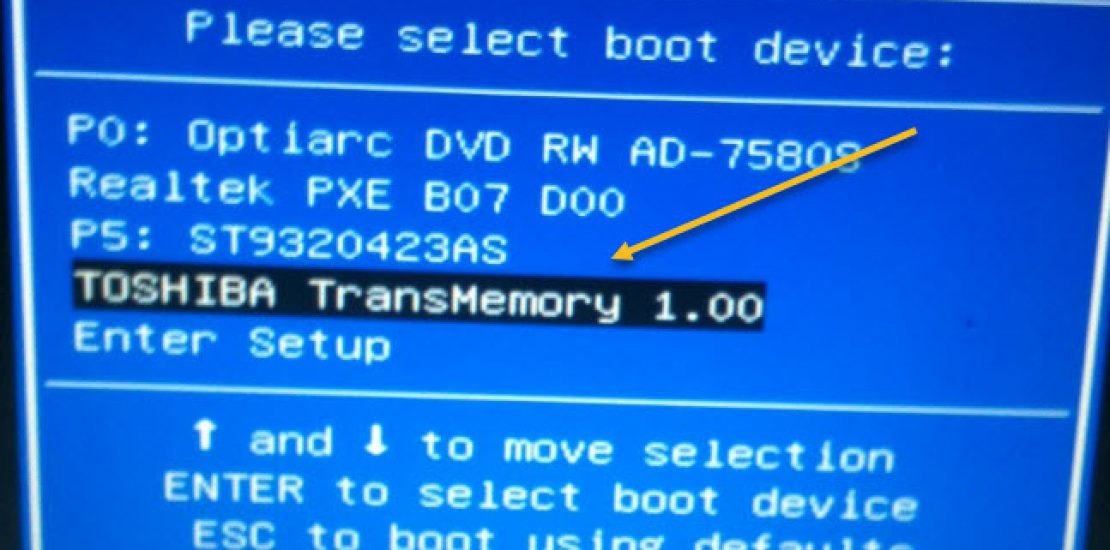 Please select boot device:
P0: Optiarc DVD RW AD-7580S
Realtek PXE B07 D00
P5: ST9320423AS
TOSHIBA TransMemory 1.00
Enter Setup
↑ and ↓ to move selection
ENTER to select boot device
ESC to boot using defaults